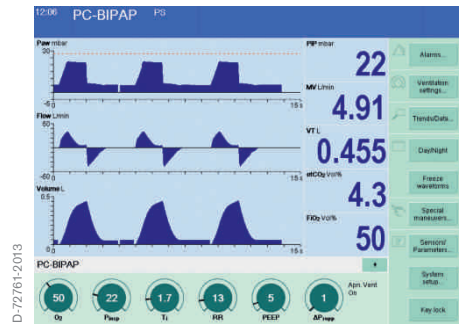 12:06 PC-BIPAP PS
Paw mbar
30
-5 0 15 s
Flow L/min
60
-60 0 15 s
Volume L
0.5
0 15 s
PIP mbar
22
MV L/min
4.91
VT L
0.455
etCO2 Vol%
4.3
FiO2 Vol%
50
Alarms...
Ventilation settings...
Trends/Data...
Day/Night
Freeze waveforms
Special maneuvers...
Sensors/ Parameters...
System setup...
Key lock
PC-BIPAP
50 22 1.7 13 5 1
Apn. Vent
On
O2 Pinsp Ti RR PEEP ΔPsupp
D-72761-2013